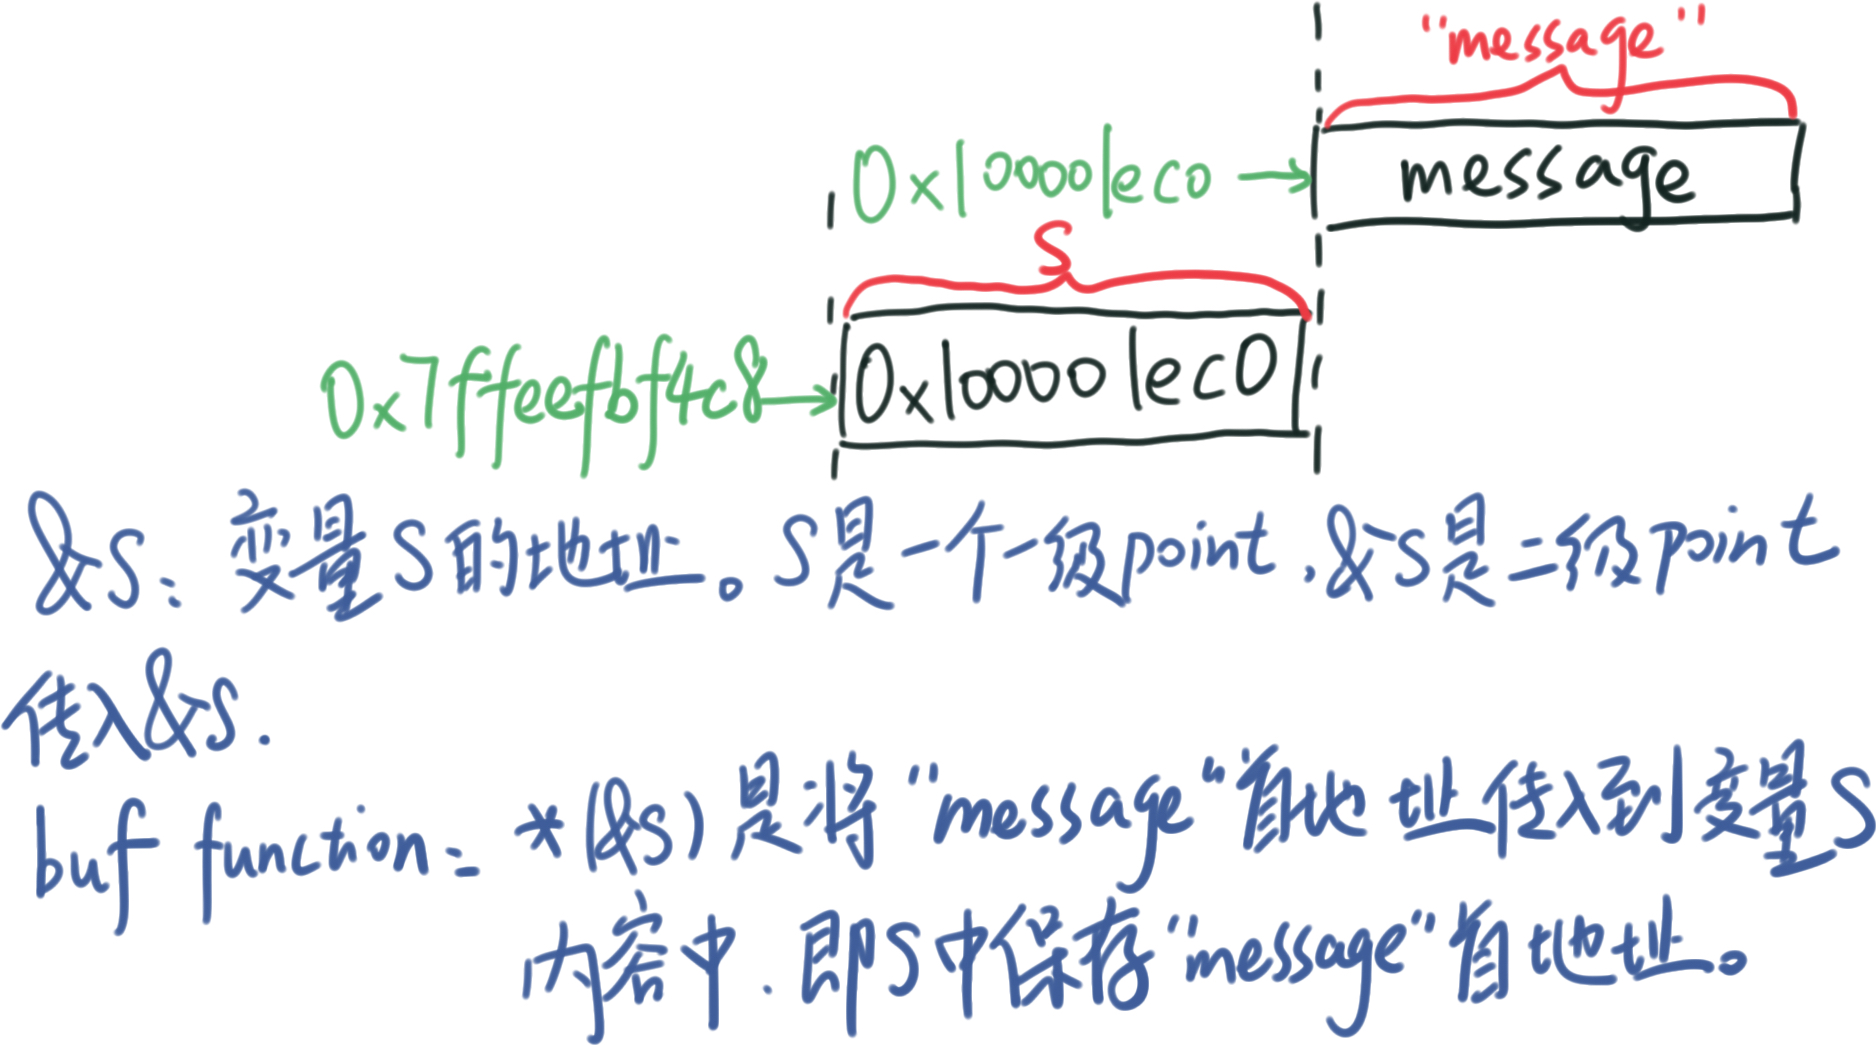 "message"
0x100001ec0 → message
S
0x7ffeefbf4c8 → 0x100001ec0
&S: 变量S的地址。S是一个一级point,&S是二级point
传入&S.
buf function: *(&S)是将"message"首地址传入到变量S
内容中.即S中保存"message"首地址。